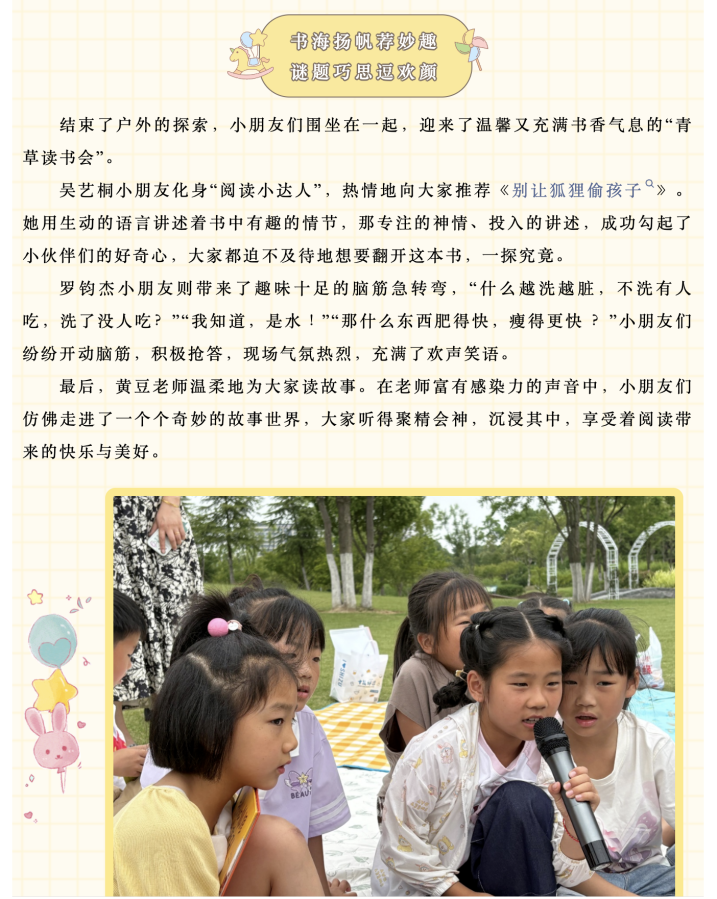 书海扬帆荐妙趣
谜题巧思逗欢颜
结束了户外的探索，小朋友们围坐在一起，迎来了温馨又充满书香气息的“青
草读书会”。
吴艺桐小朋友化身“阅读小达人”，热情地向大家推荐《别让狐狸偷孩子》。
她用生动的语言讲述着书中有趣的情节，那专注的神情、投入的讲述，成功勾起了
小伙伴们的好奇心，大家都迫不及待地想要翻开这本书，一探究竟。
罗钧杰小朋友则带来了趣味十足的脑筋急转弯，“什么越洗越脏，不洗有人
吃，洗了没人吃？”“我知道，是水！”“那什么东西肥得快，瘦得更快？”小朋友们
纷纷开动脑筋，积极抢答，现场气氛热烈，充满了欢声笑语。
最后，黄豆老师温柔地为大家读故事。在老师富有感染力的声音中，小朋友们
仿佛走进了一个个奇妙的故事世界，大家听得聚精会神，沉浸其中，享受着阅读带
来的快乐与美好。